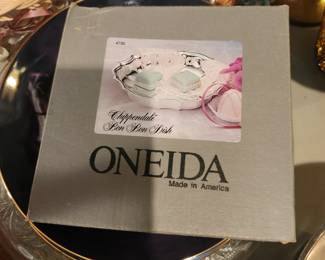 "Chippendale"
Bon Bon Dish
ONEIDA
Made in America